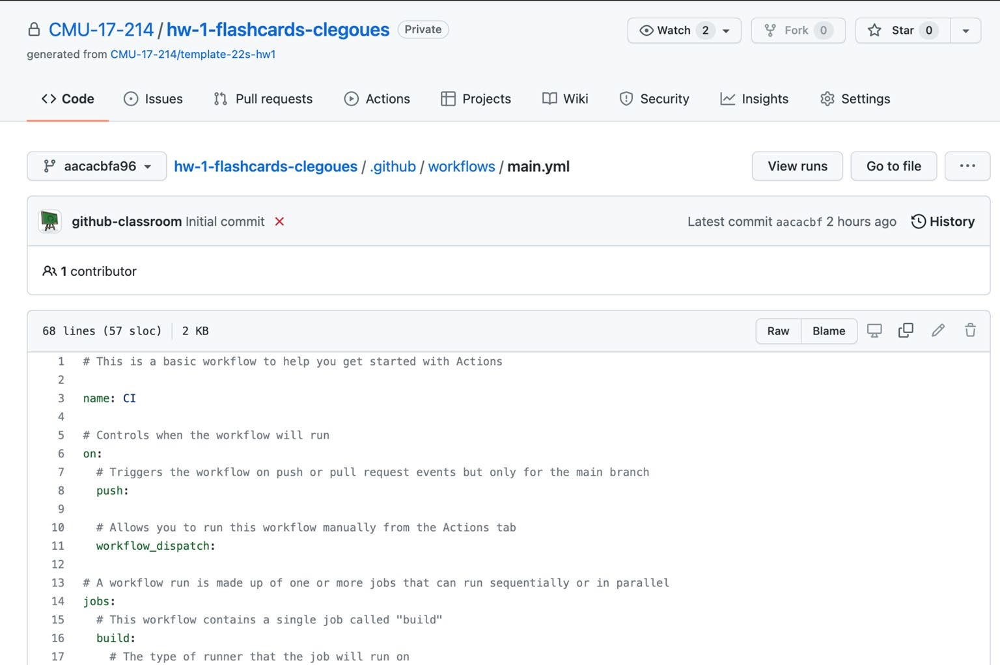 CMU-17-214 / hw-1-flashcards-clegoues Private Watch 2 Fork 0 Star 0
generated from CMU-17-214/template-22s-hw1
Code Issues Pull requests Actions Projects Wiki Security Insights Settings
aacacbfa96 hw-1-flashcards-clegoues / .github / workflows / main.yml View runs Go to file ...
github-classroom Initial commit Latest commit aacacbf 2 hours ago History
1 contributor
68 lines (57 sloc) 2 KB Raw Blame
1 # This is a basic workflow to help you get started with Actions
2
3 name: CI
4
5 # Controls when the workflow will run
6 on:
7 # Triggers the workflow on push or pull request events but only for the main branch
8 push:
9
10 # Allows you to run this workflow manually from the Actions tab
11 workflow_dispatch:
12
13 # A workflow run is made up of one or more jobs that can run sequentially or in parallel
14 jobs:
15 # This workflow contains a single job called "build"
16 build:
17 # The type of runner that the job will run on